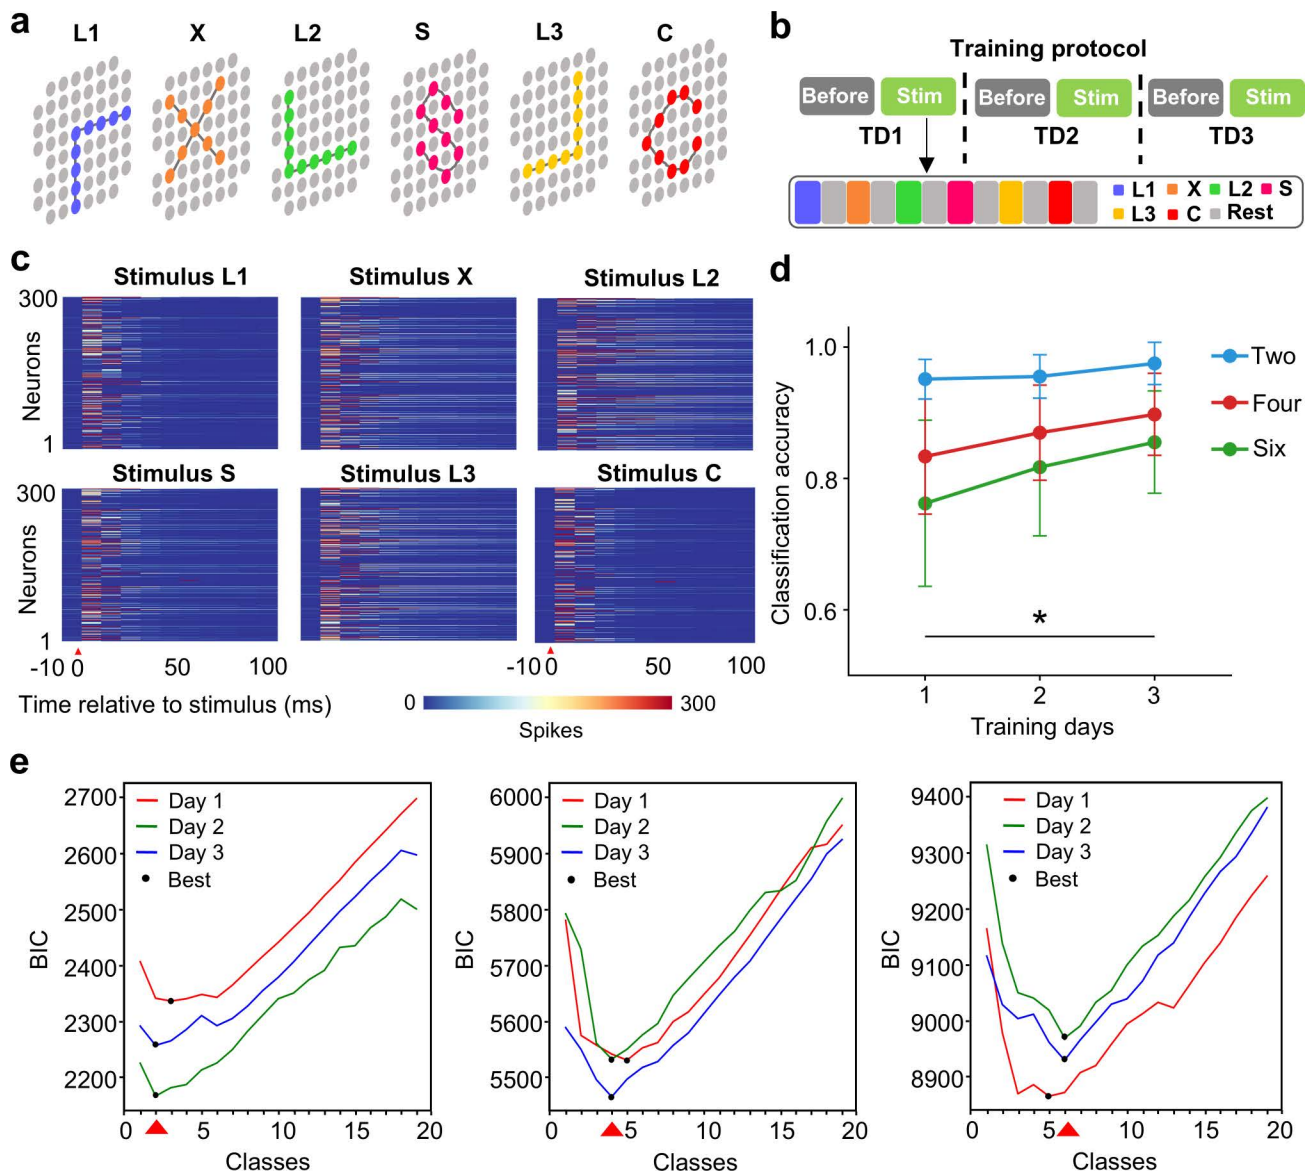 a
L1 X L2 S L3 C
b
Training protocol
Before Stim Before Stim Before Stim
TD1 TD2 TD3
L1 X L2 S
L3 C Rest
c
Stimulus L1 Stimulus X Stimulus L2
300
Neurons
1
Stimulus S Stimulus L3 Stimulus C
300
Neurons
1
-10 0 50 100 -10 0 50 100
Time relative to stimulus (ms)
0 300
Spikes
d
Classification accuracy
1.0
0.8
0.6
*
1 2 3
Training days
Two
Four
Six
e
BIC
2700
2600
2500
2400
2300
2200
Day 1
Day 2
Day 3
Best
0 5 10 15 20
Classes
BIC
6000
5900
5800
5700
5600
5500
Day 1
Day 2
Day 3
Best
0 5 10 15 20
Classes
BIC
9400
9300
9200
9100
9000
8900
Day 1
Day 2
Day 3
Best
0 5 10 15 20
Classes